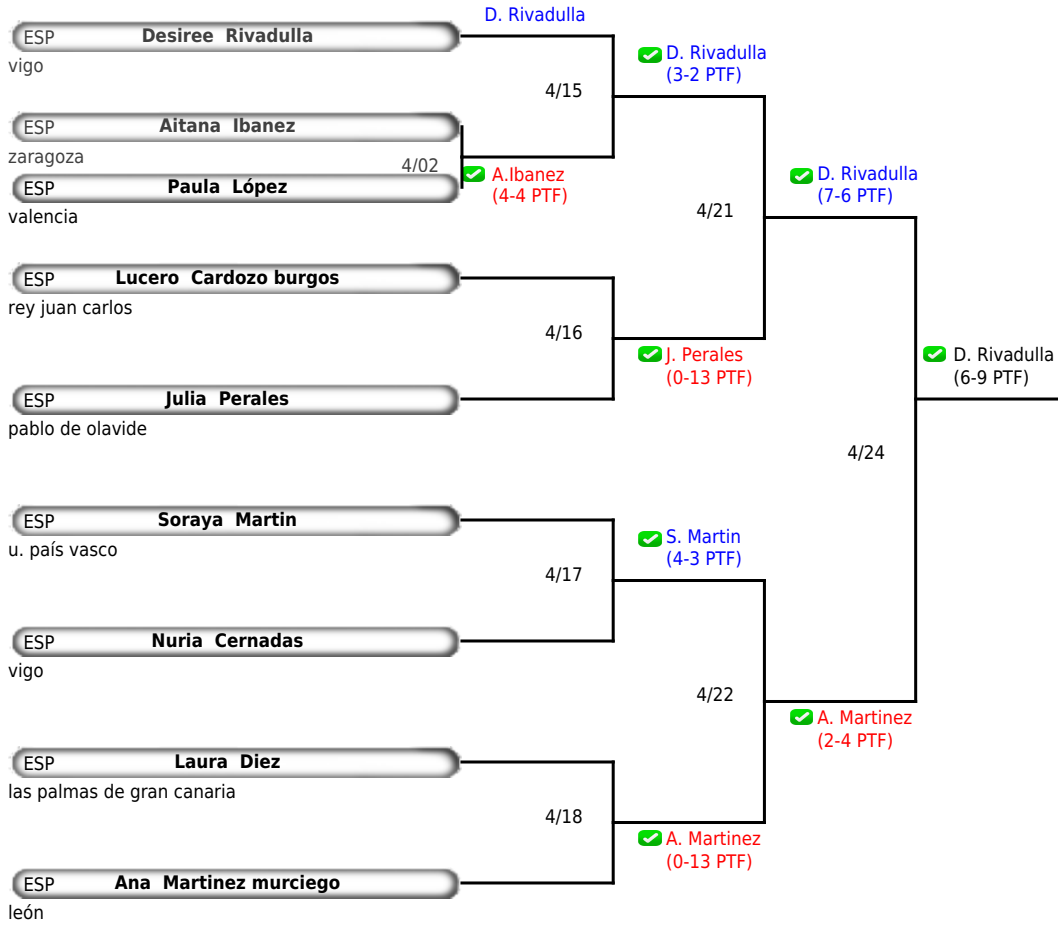 D. Rivadulla
ESP Desiree Rivadulla
vigo
D. Rivadulla
(3-2 PTF)
4/15
ESP Aitana Ibanez
zaragoza
4/02
A.Ibanez
(4-4 PTF)
ESP Paula López
valencia
D. Rivadulla
(7-6 PTF)
4/21
ESP Lucero Cardozo burgos
rey juan carlos
4/16
J. Perales
(0-13 PTF)
D. Rivadulla
(6-9 PTF)
ESP Julia Perales
pablo de olavide
4/24
ESP Soraya Martin
u. país vasco
S. Martin
(4-3 PTF)
4/17
ESP Nuria Cernadas
vigo
4/22
A. Martinez
(2-4 PTF)
ESP Laura Diez
las palmas de gran canaria
4/18
A. Martinez
(0-13 PTF)
ESP Ana Martinez murciego
león